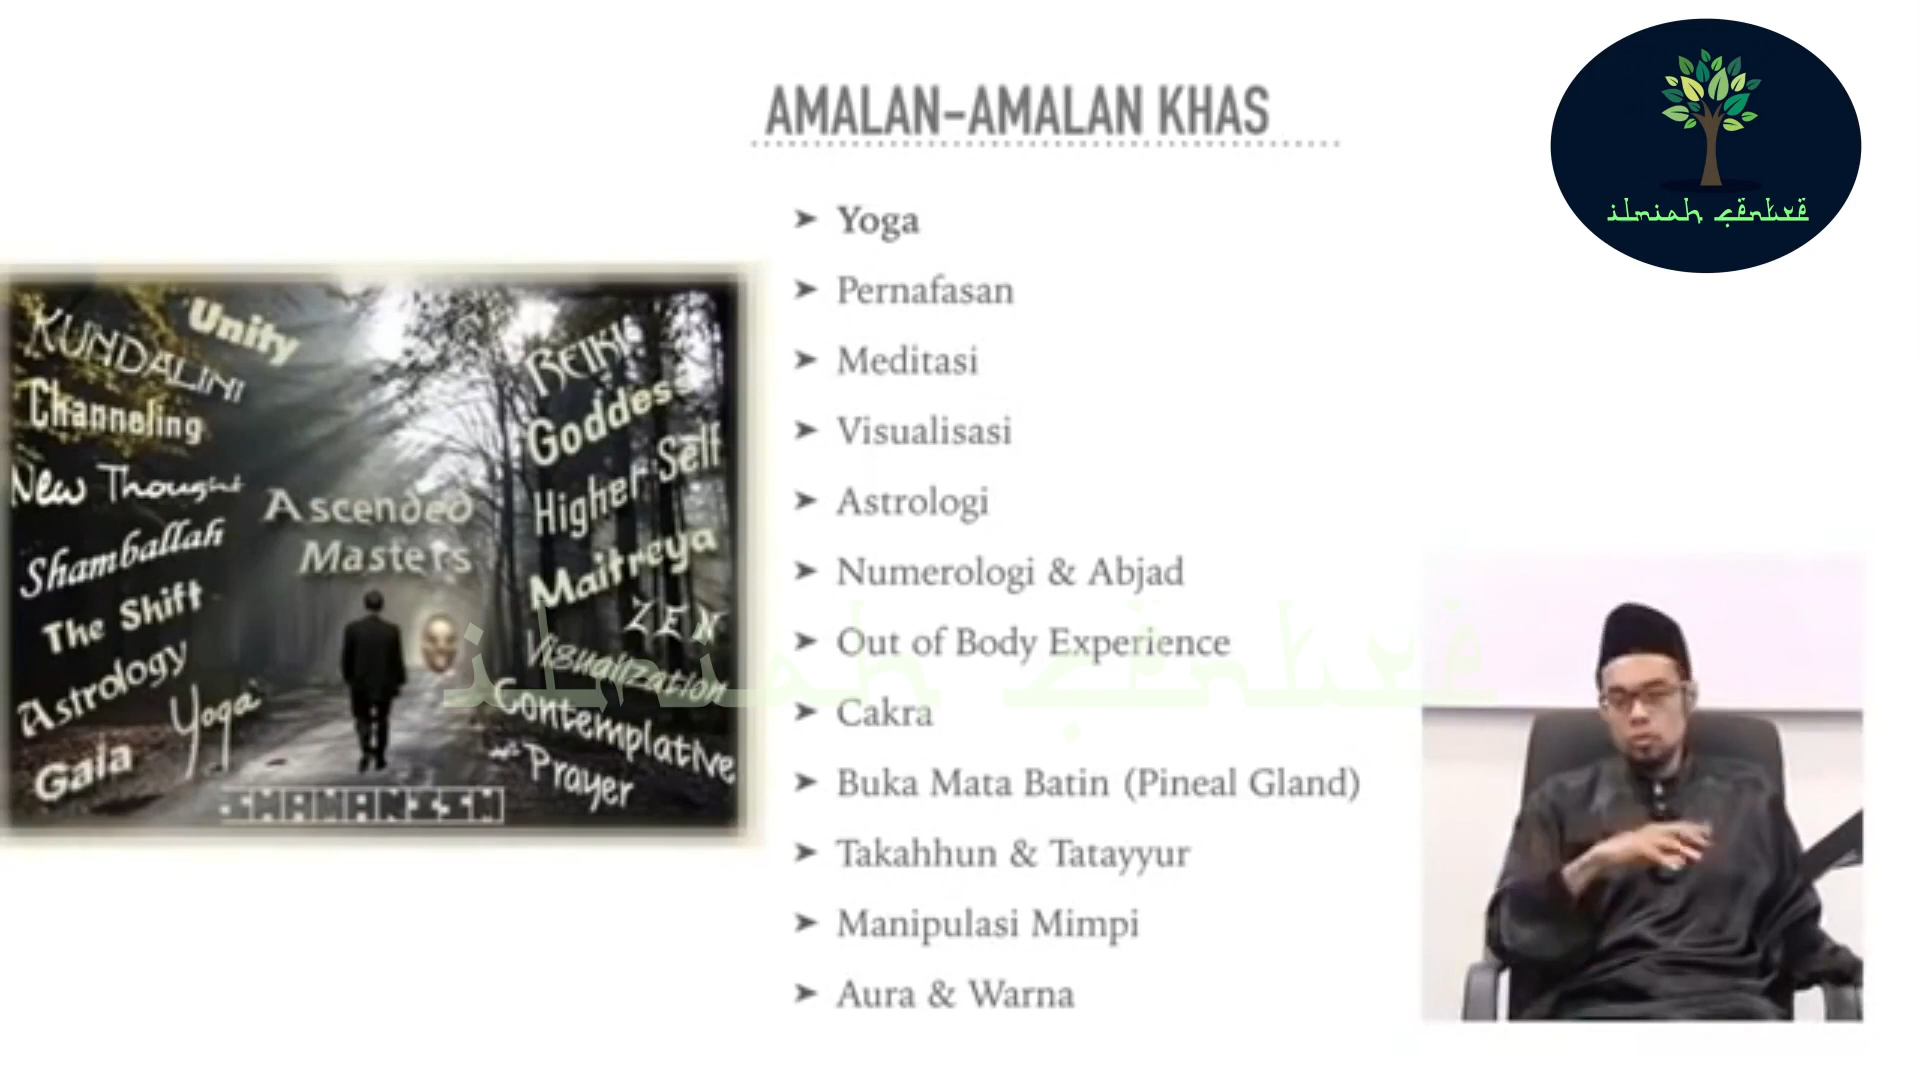 AMALAN-AMALAN KHAS
➤ Yoga
➤ Pernafasan
➤ Meditasi
➤ Visualisasi
➤ Astrologi
➤ Numerologi & Abjad
➤ Out of Body Experience
➤ Cakra
➤ Buka Mata Batin (Pineal Gland)
➤ Takahhun & Tatayyur
➤ Manipulasi Mimpi
➤ Aura & Warna
Unity
KUNDALINI
Channeling
New Thought
Shamballah
The Shift
Astrology
Yoga
Gaia
Ascended
Masters
REIKI
Goddess
Higher Self
Maitreya
ZEN
Visualization
Contemplative
Prayer
SHAMANISM
ilmiah centre
ilmiah centre